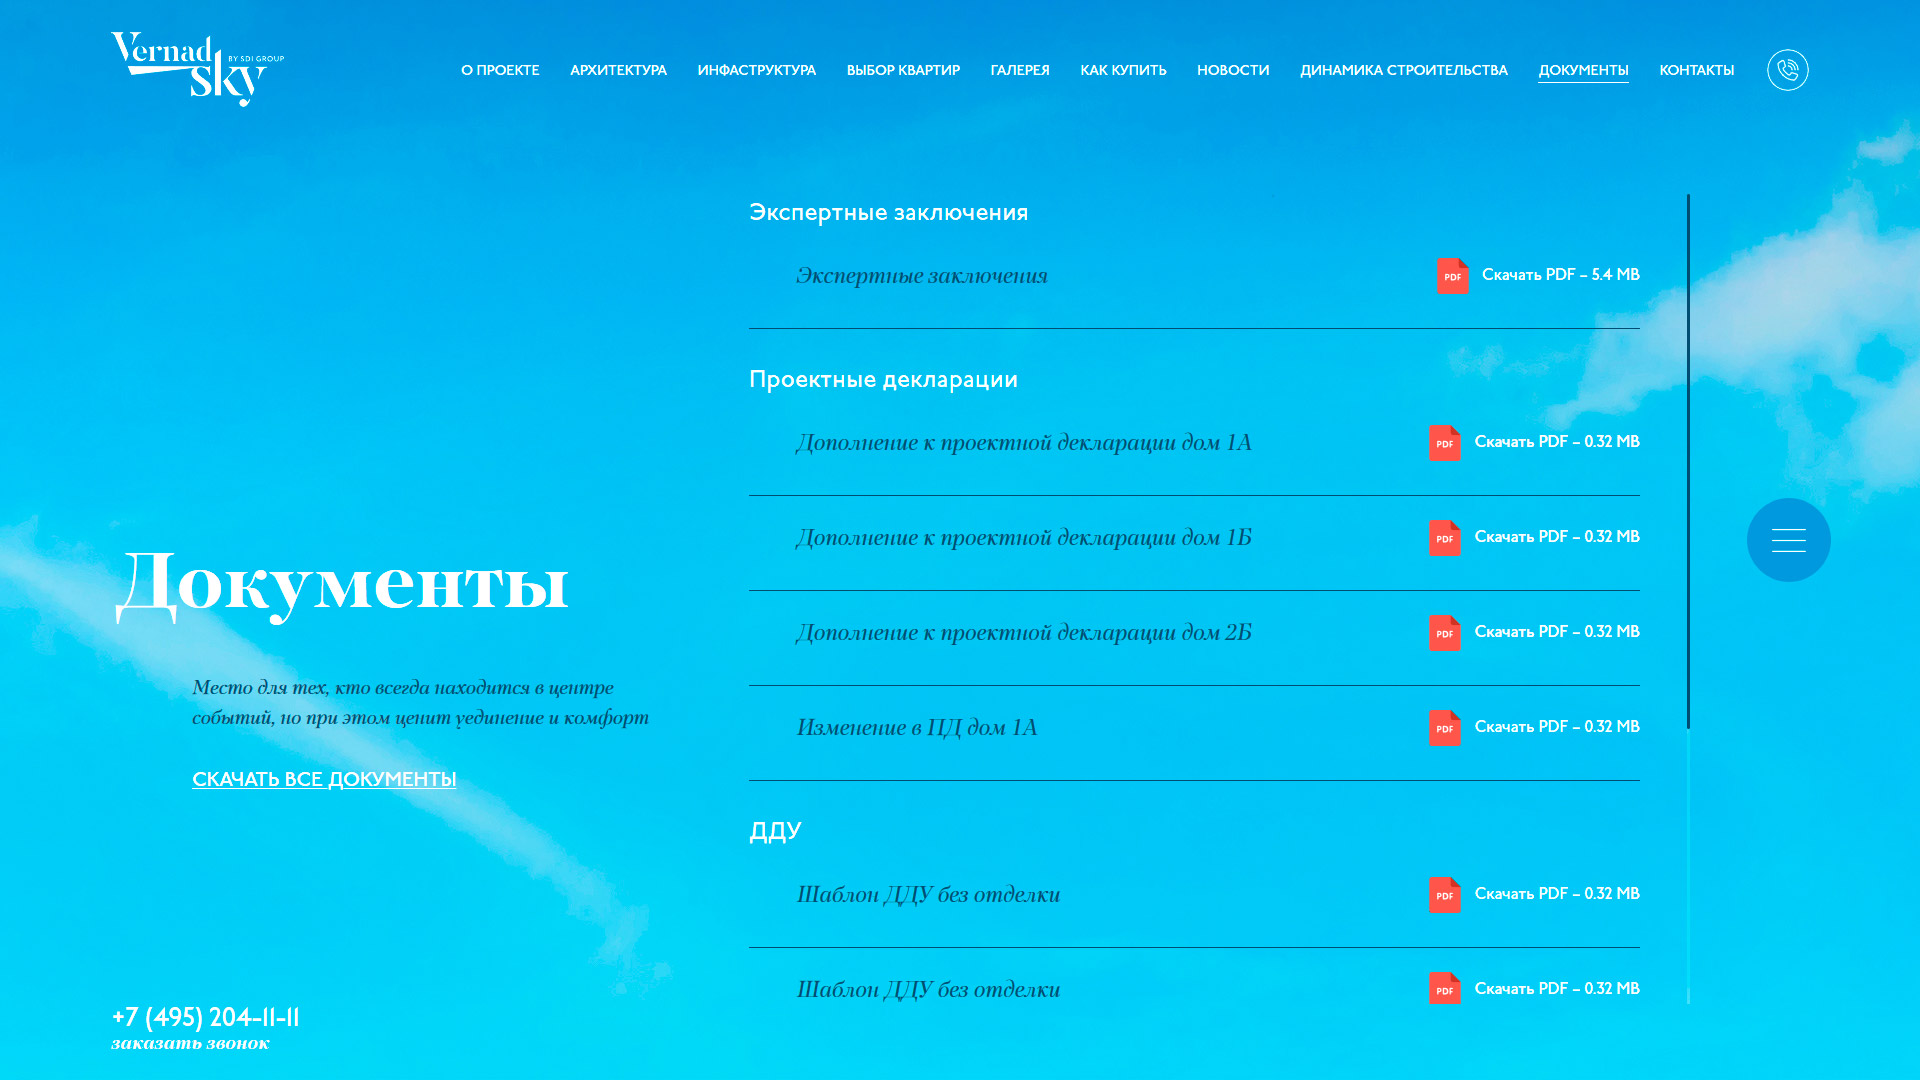 Vernad
sky
BY SDI GROUP
О ПРОЕКТЕ АРХИТЕКТУРА ИНФАСТРУКТУРА ВЫБОР КВАРТИР ГАЛЕРЕЯ КАК КУПИТЬ НОВОСТИ ДИНАМИКА СТРОИТЕЛЬСТВА ДОКУМЕНТЫ КОНТАКТЫ
Документы
Место для тех, кто всегда находится в центре
событий, но при этом ценит уединение и комфорт
СКАЧАТЬ ВСЕ ДОКУМЕНТЫ
+7 (495) 204-11-11
заказать звонок
Экспертные заключения
Экспертные заключения PDF Скачать PDF – 5.4 MB
Проектные декларации
Дополнение к проектной декларации дом 1А PDF Скачать PDF – 0.32 MB
Дополнение к проектной декларации дом 1Б PDF Скачать PDF – 0.32 MB
Дополнение к проектной декларации дом 2Б PDF Скачать PDF – 0.32 MB
Изменение в ПД дом 1А PDF Скачать PDF – 0.32 MB
ДДУ
Шаблон ДДУ без отделки PDF Скачать PDF – 0.32 MB
Шаблон ДДУ без отделки PDF Скачать PDF – 0.32 MB